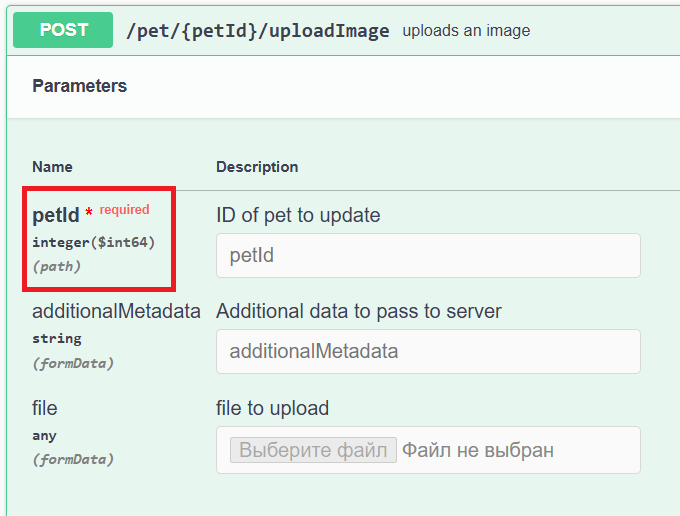 POST /pet/{petId}/uploadImage uploads an image
Parameters
Name Description
petId * required ID of pet to update
integer($int64) petId
(path)
additionalMetadata Additional data to pass to server
string additionalMetadata
(formData)
file file to upload
any Выберите файл Файл не выбран
(formData)